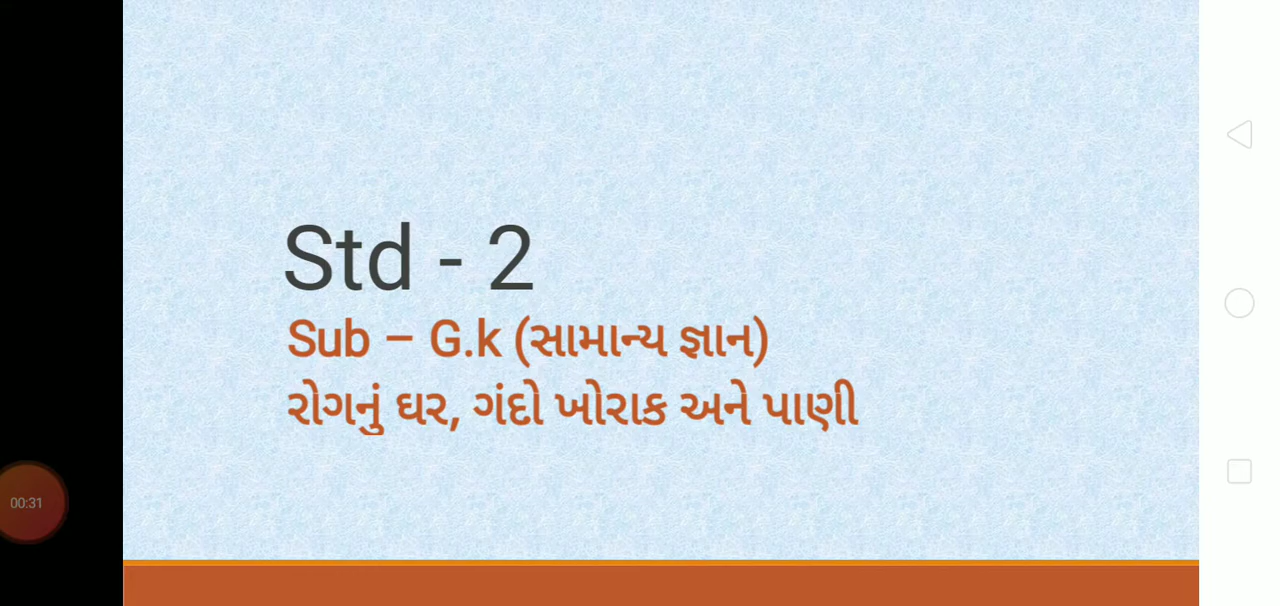 Std - 2
Sub – G.k (સામાન્ય જ્ઞાન)
રોગનું ઘર, ગંદો ખોરાક અને પાણી
00:31